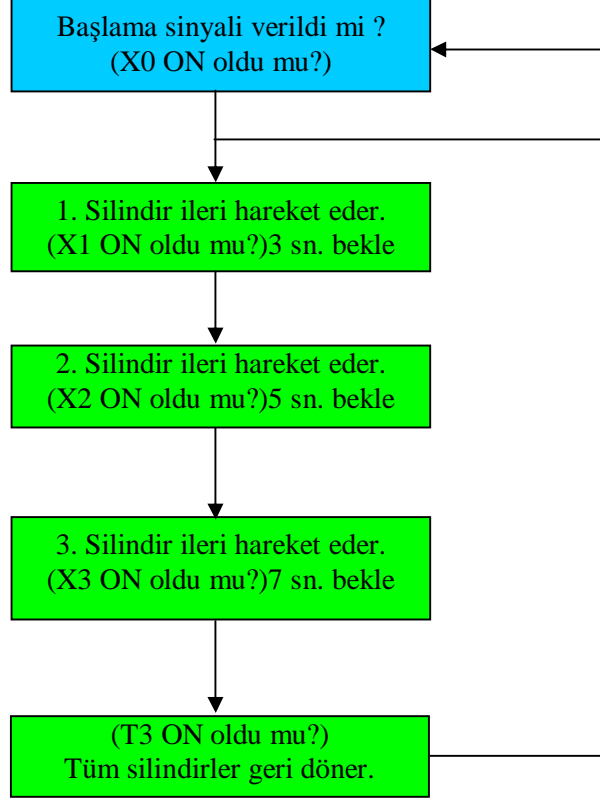 Başlama sinyali verildi mi ?
(X0 ON oldu mu?)
1. Silindir ileri hareket eder.
(X1 ON oldu mu?)3 sn. bekle
2. Silindir ileri hareket eder.
(X2 ON oldu mu?)5 sn. bekle
3. Silindir ileri hareket eder.
(X3 ON oldu mu?)7 sn. bekle
(T3 ON oldu mu?)
Tüm silindirler geri döner.